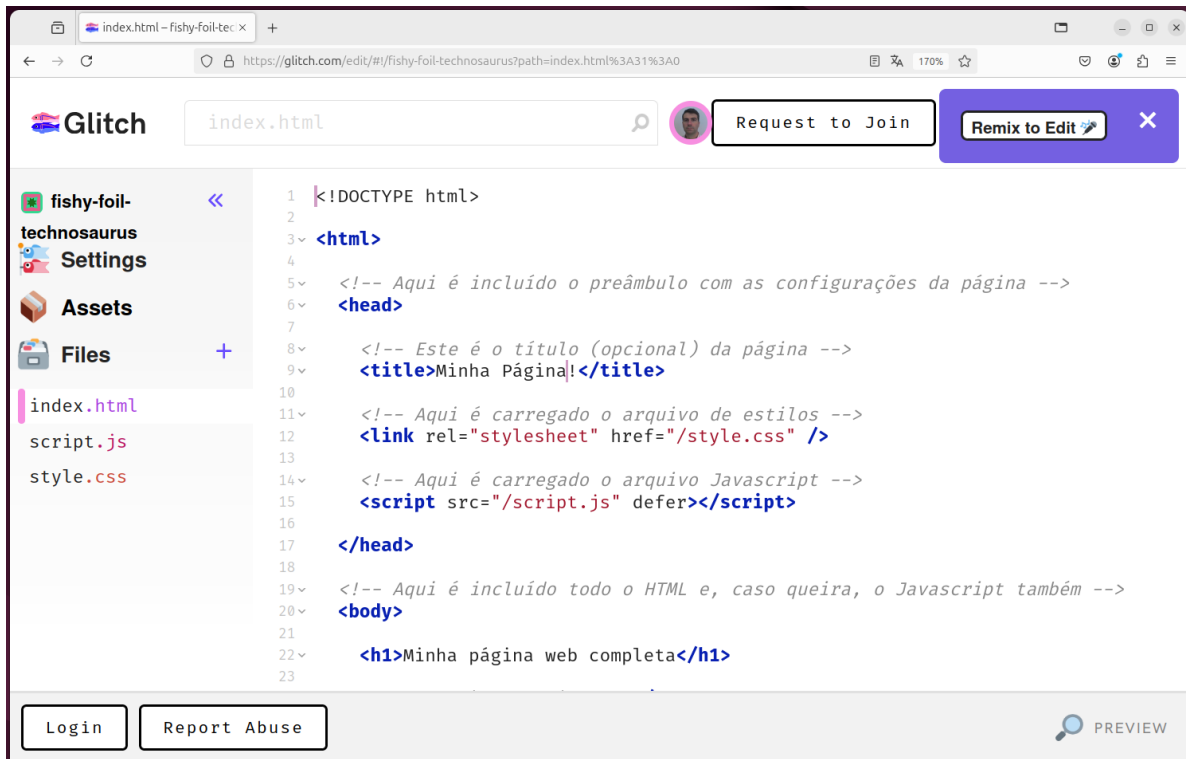 index.html – fishy-foil-tec
https://glitch.com/edit/#!/fishy-foil-technosaurus?path=index.html%3A31%3A0
170%
Glitch
index.html
Request to Join
Remix to Edit
fishy-foil-
technosaurus
Settings
Assets
Files
index.html
script.js
style.css
1 <!DOCTYPE html>
2
3 <html>
4
5 <!-- Aqui é incluído o preâmbulo com as configurações da página -->
6 <head>
7
8 <!-- Este é o título (opcional) da página -->
9 <title>Minha Página!</title>
10
11 <!-- Aqui é carregado o arquivo de estilos -->
12 <link rel="stylesheet" href="/style.css" />
13
14 <!-- Aqui é carregado o arquivo Javascript -->
15 <script src="/script.js" defer></script>
16
17 </head>
18
19 <!-- Aqui é incluído todo o HTML e, caso queira, o Javascript também -->
20 <body>
21
22 <h1>Minha página web completa</h1>
23
Login
Report Abuse
PREVIEW